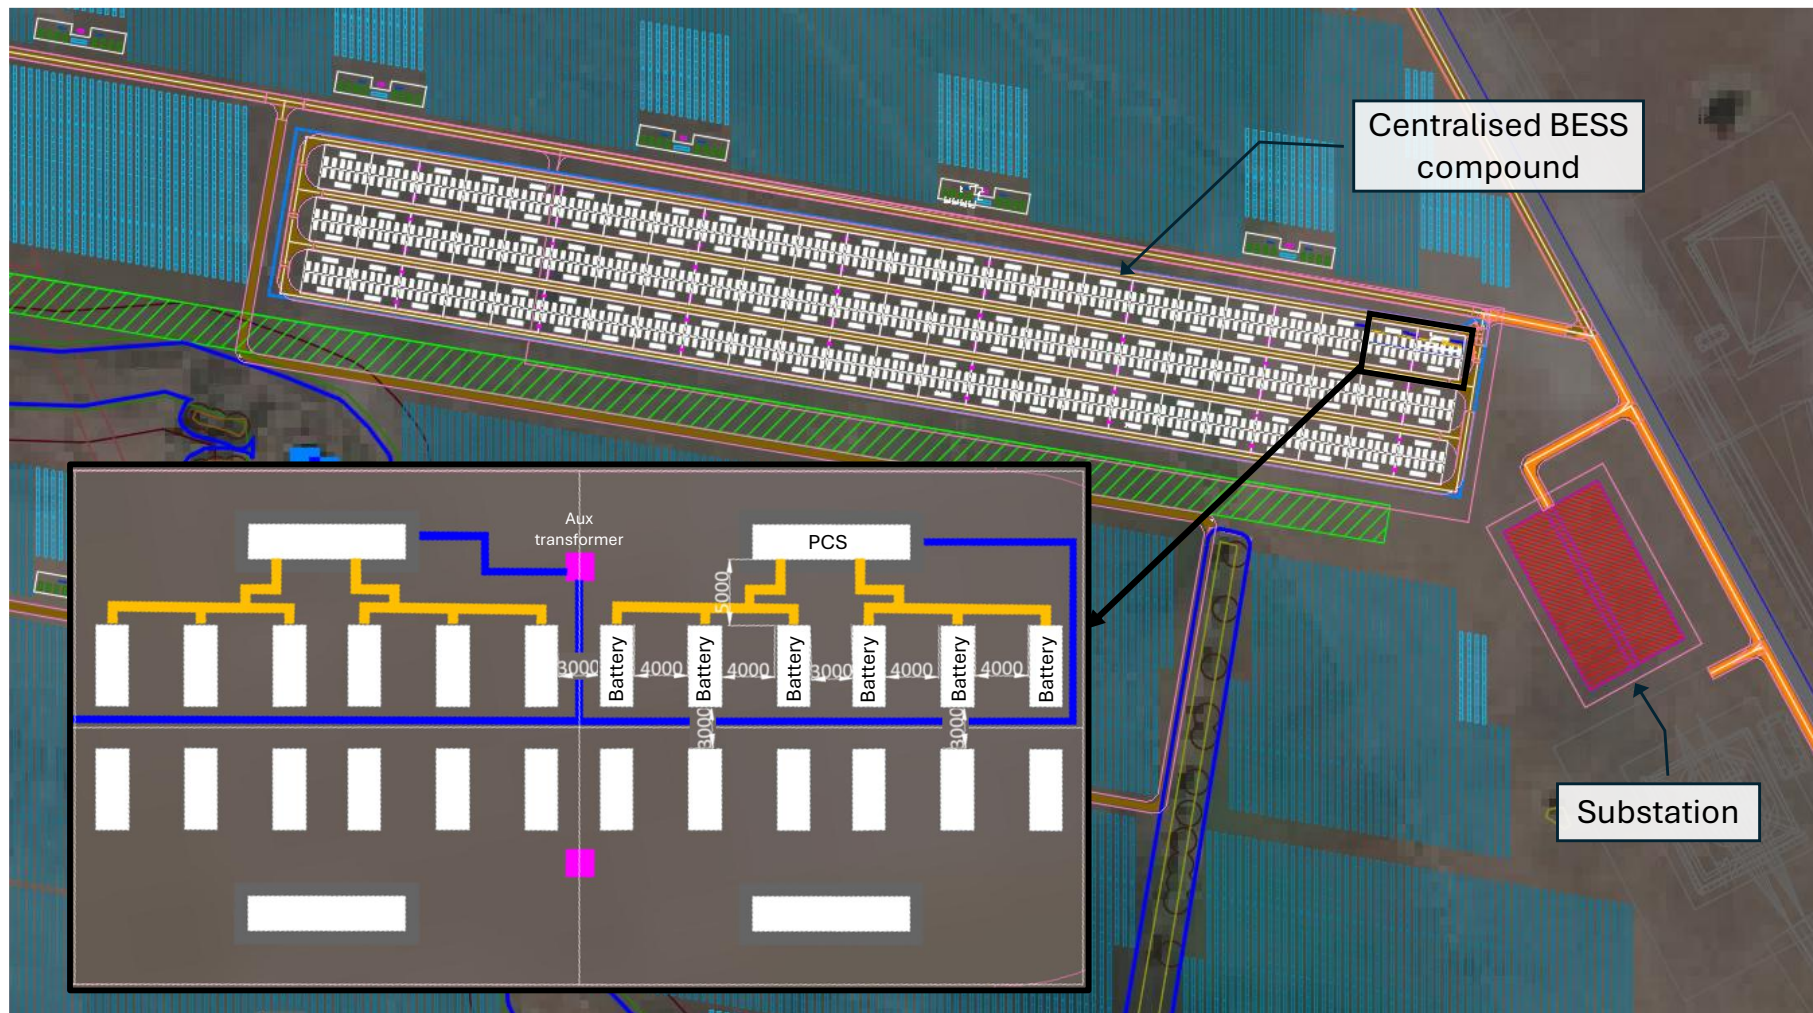 Centralised BESS
compound
Aux
transformer
PCS
5000
3000
4000
4000
3000
4000
4000
Battery
Battery
Battery
Battery
Battery
Battery
3000
3000
Substation